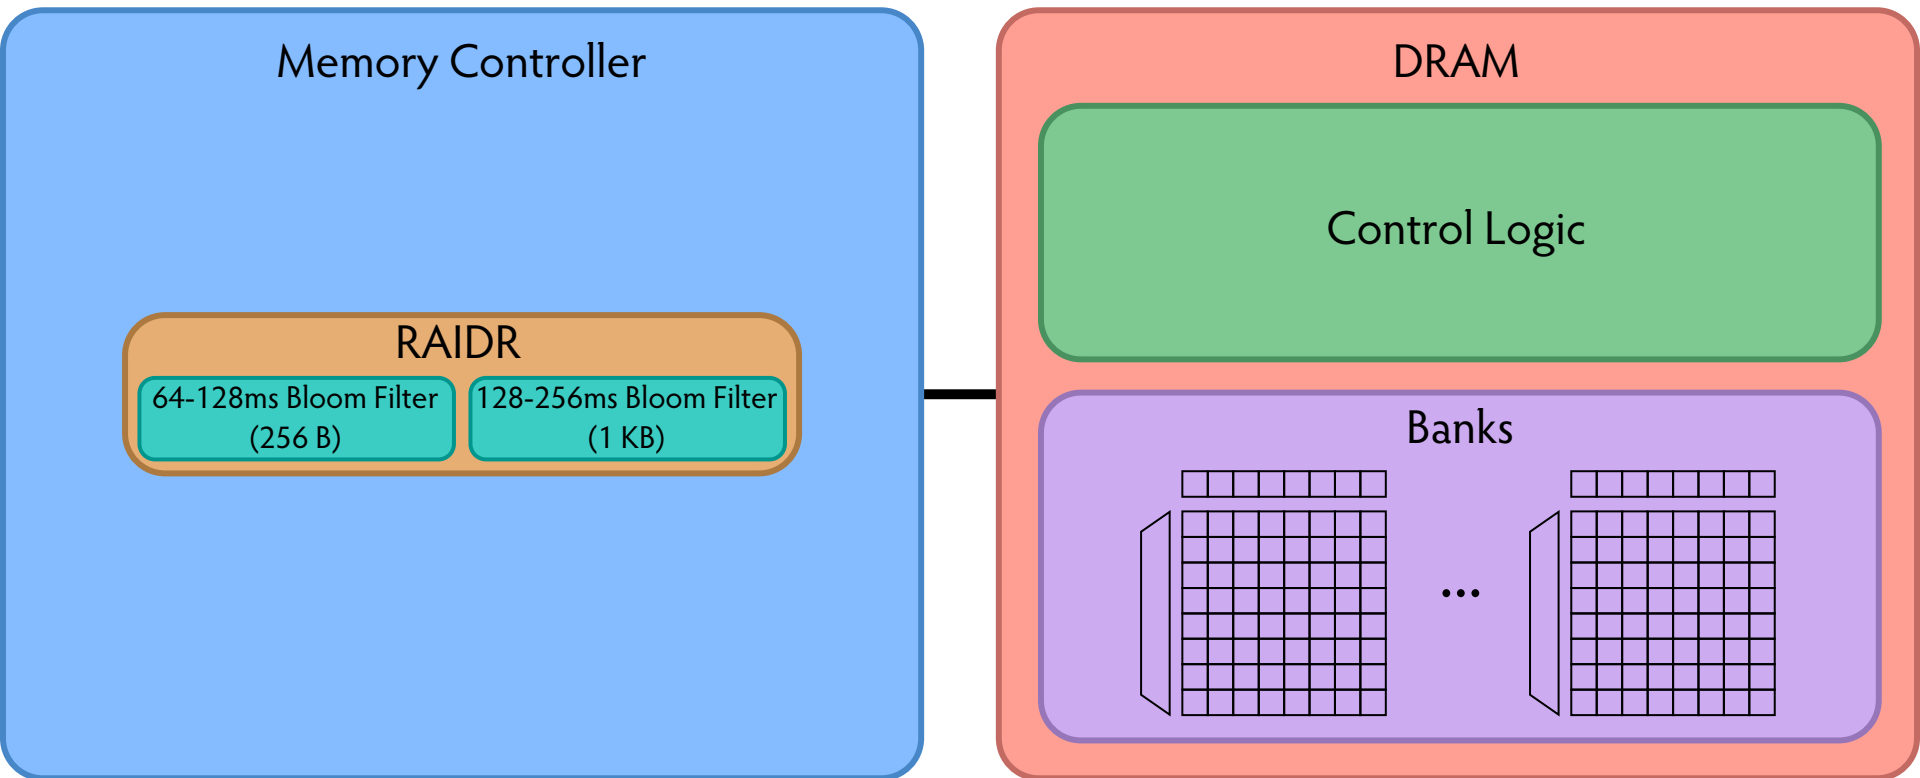 Memory Controller
RAIDR
64-128ms Bloom Filter
(256 B)
128-256ms Bloom Filter
(1 KB)
DRAM
Control Logic
Banks
...